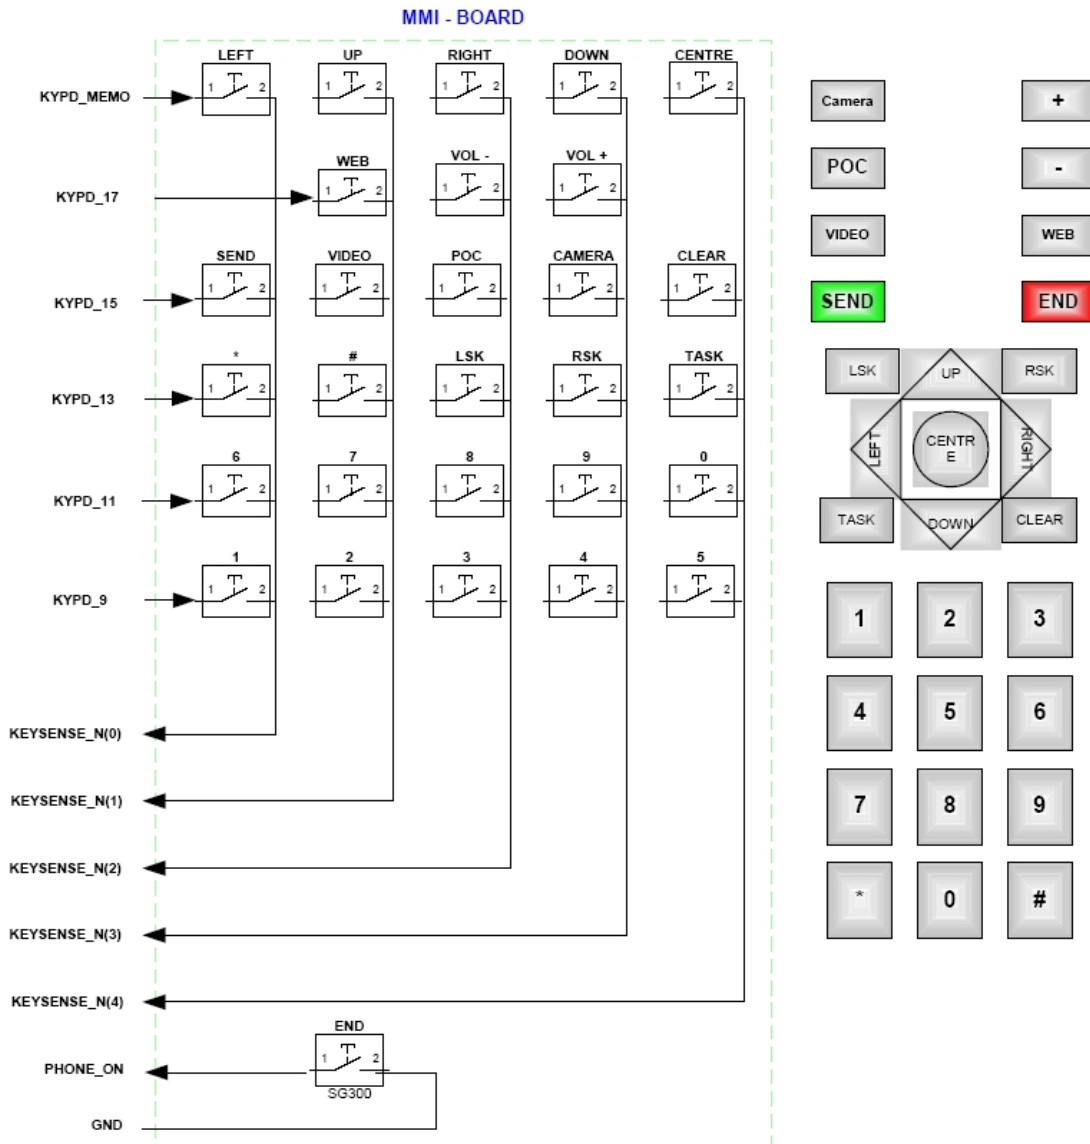 MMI - BOARD
LEFT UP RIGHT DOWN CENTRE
KYPD_MEMO 1 2 1 2 1 2 1 2 1 2
WEB VOL - VOL +
KYPD_17 1 2 1 2 1 2
SEND VIDEO POC CAMERA CLEAR
KYPD_15 1 2 1 2 1 2 1 2 1 2
* # LSK RSK TASK
KYPD_13 1 2 1 2 1 2 1 2 1 2
6 7 8 9 0
KYPD_11 1 2 1 2 1 2 1 2 1 2
1 2 3 4 5
KYPD_9 1 2 1 2 1 2 1 2 1 2
KEYSENSE_N(0)
KEYSENSE_N(1)
KEYSENSE_N(2)
KEYSENSE_N(3)
KEYSENSE_N(4)
END
PHONE_ON 1 2
SG300
GND
Camera +
POC -
VIDEO WEB
SEND END
LSK UP RSK
LEFT CENTR RIGHT
E
TASK DOWN CLEAR
1 2 3
4 5 6
7 8 9
* 0 #